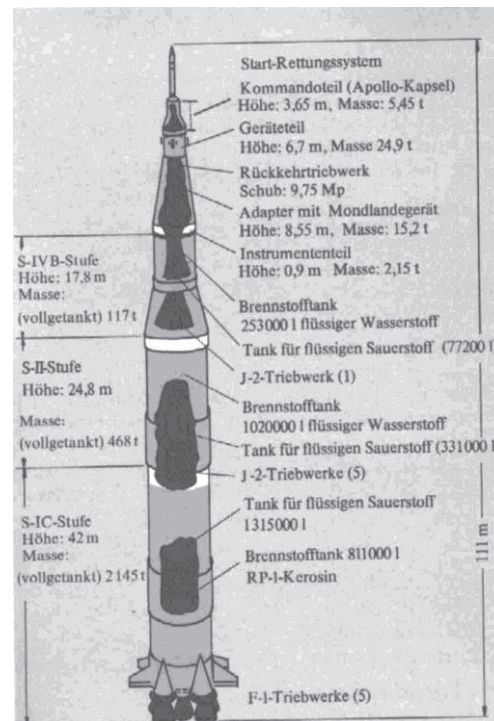 Start-Rettungssystem
Kommandoteil (Apollo-Kapsel)
Höhe: 3,65 m, Masse: 5,45 t
Geräteteil
Höhe: 6,7 m, Masse 24,9 t
Rückkehrtriebwerk
Schub: 9,75 Mp
Adapter mit Mondlandegerät
Höhe: 8,55 m, Masse: 15,2 t
Instrumententeil
Höhe: 0,9 m Masse: 2,15 t
S-IVB-Stufe
Höhe: 17,8 m
Masse:
(vollgetankt) 117 t
Brennstofftank
253000 l flüssiger Wasserstoff
Tank für flüssigen Sauerstoff (77200 l
J-2-Triebwerk (1)
S-II-Stufe
Höhe: 24,8 m
Masse:
(vollgetankt) 468 t
Brennstofftank
1020000 l flüssiger Wasserstoff
Tank für flüssigen Sauerstoff (331000 l
J-2-Triebwerke (5)
S-IC-Stufe
Höhe: 42 m
Masse:
(vollgetankt) 2145 t
Tank für flüssigen Sauerstoff
1315000 l
Brennstofftank 811000 l
RP-1-Kerosin
F-1-Triebwerke (5)
111 m